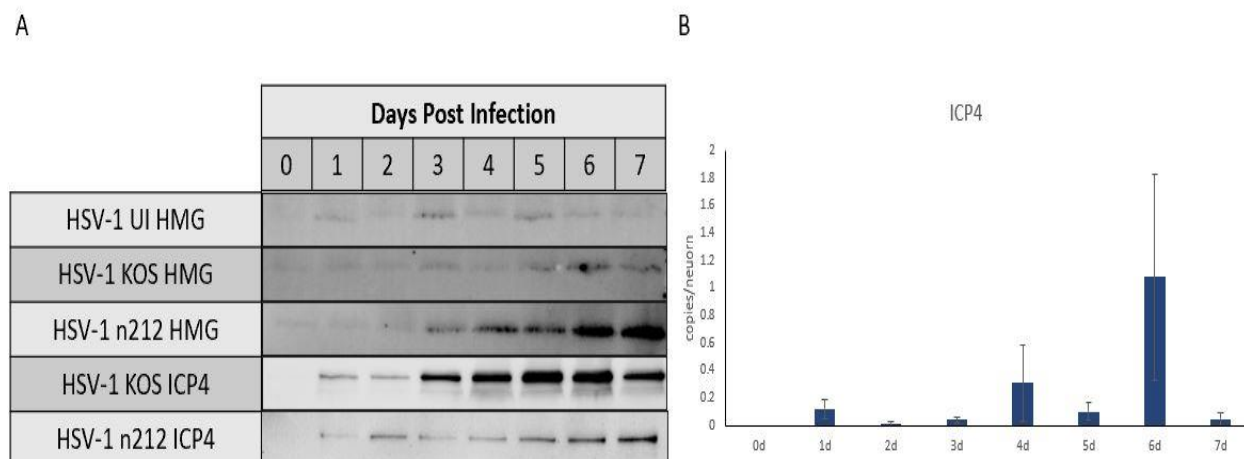 A
Days Post Infection
0 1 2 3 4 5 6 7
HSV-1 UI HMG
HSV-1 KOS HMG
HSV-1 n212 HMG
HSV-1 KOS ICP4
HSV-1 n212 ICP4
B
ICP4
copies/neuorn
2
1.8
1.6
1.4
1.2
1
0.8
0.6
0.4
0.2
0
0d 1d 2d 3d 4d 5d 6d 7d